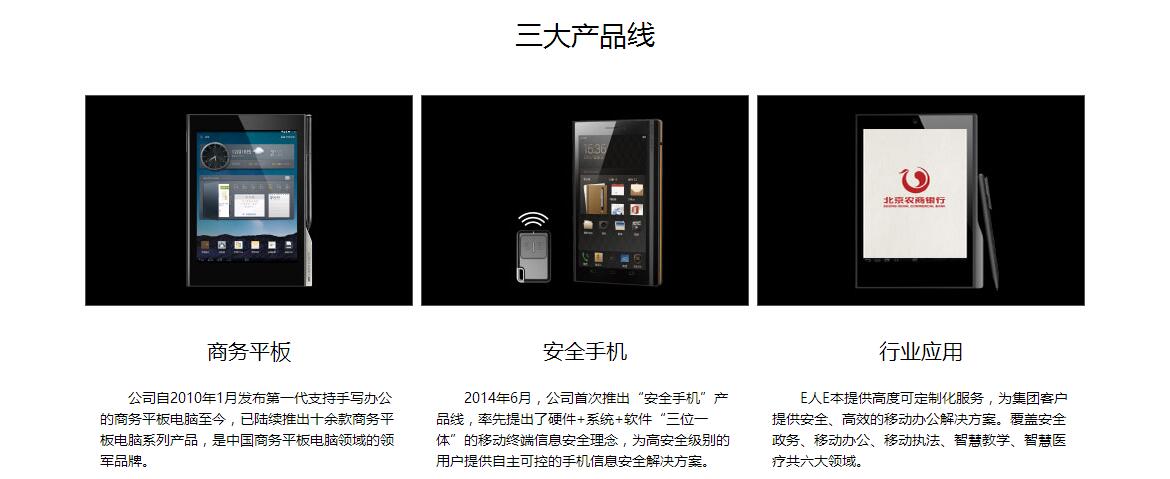 三大产品线
15:36
北京农商银行
BEIJING RURAL COMMERCIAL BANK
商务平板
安全手机
行业应用
公司自2010年1月发布第一代支持手写办公
的商务平板电脑至今，已陆续推出十余款商务平
板电脑系列产品，是中国商务平板电脑领域的领
军品牌。
2014年6月，公司首次推出“安全手机”产
品线，率先提出了硬件+系统+软件“三位一
体”的移动终端信息安全理念，为高安全级别的
用户提供自主可控的手机信息安全解决方案。
E人E本提供高度可定制化服务，为集团客户
提供安全、高效的移动办公解决方案。覆盖安全
政务、移动办公、移动执法、智慧教学、智慧医
疗共六大领域。